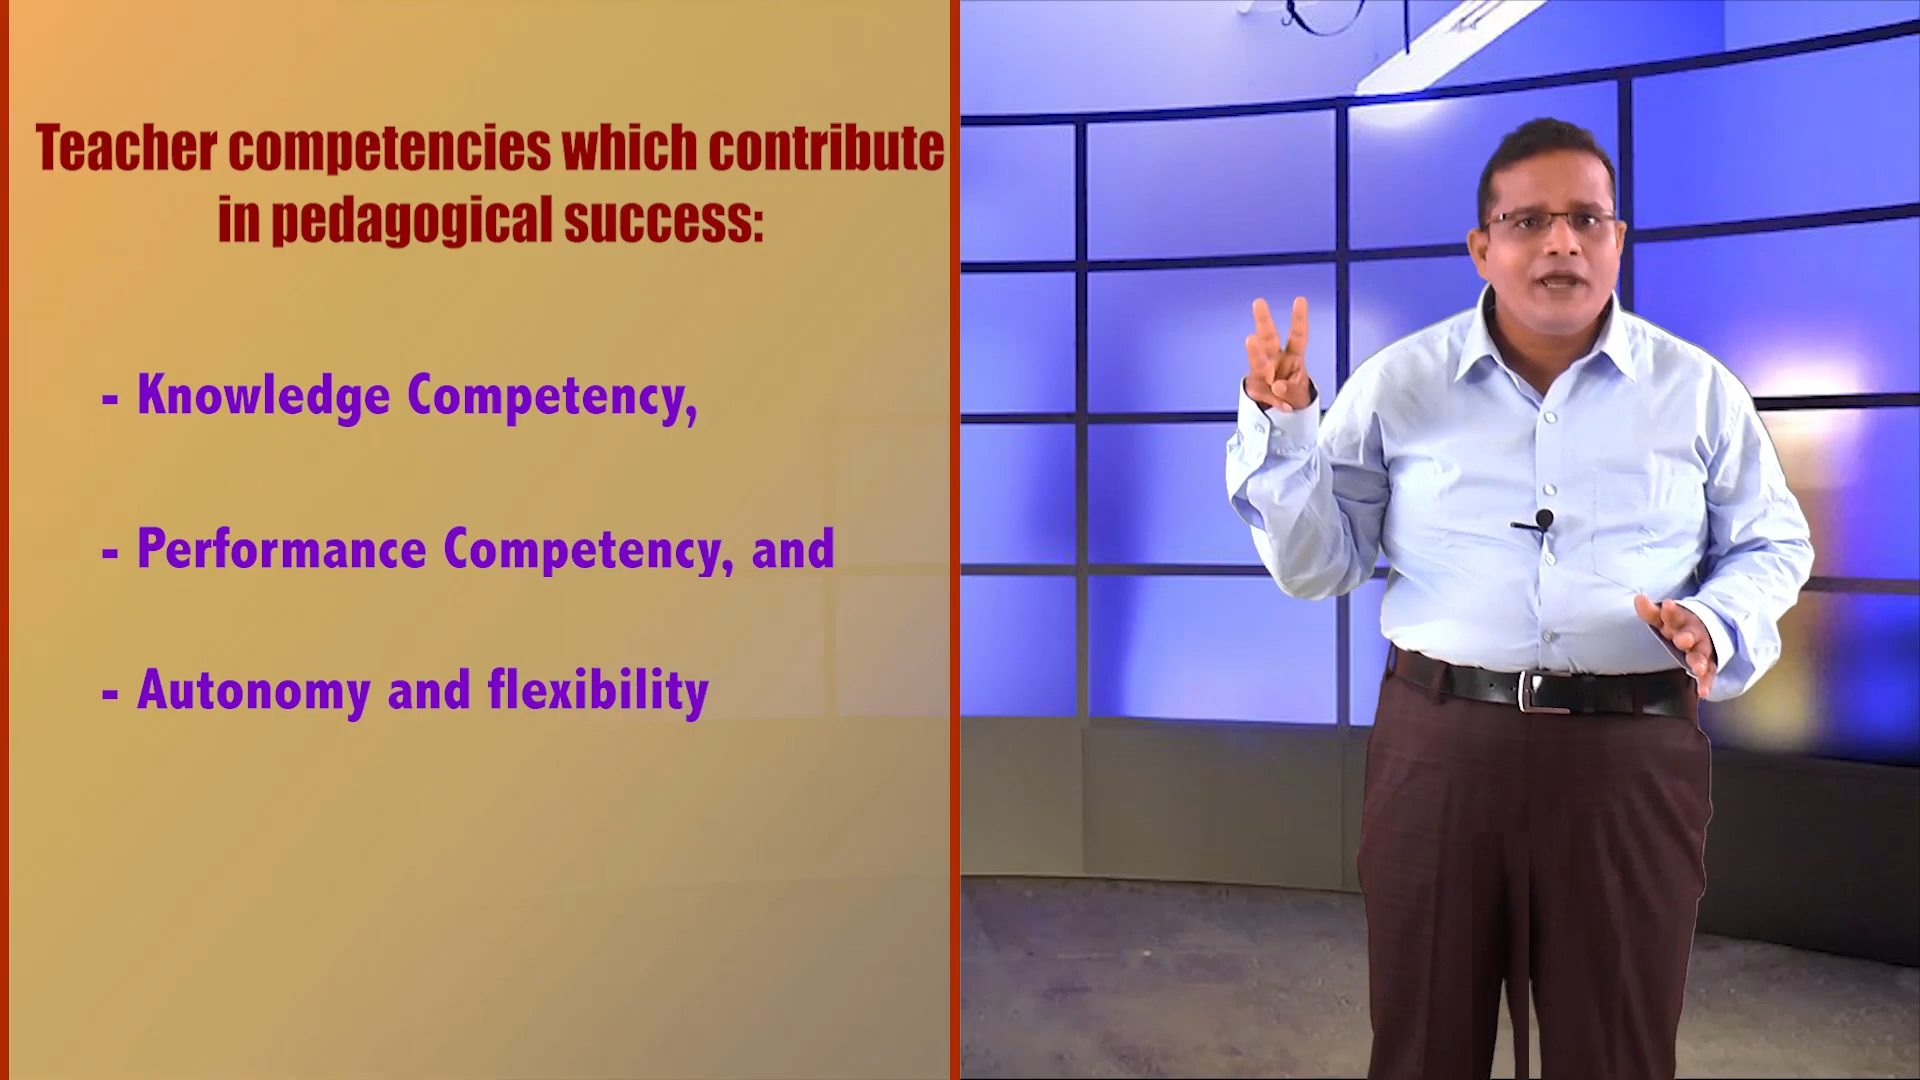 Teacher competencies which contribute
in pedagogical success:
- Knowledge Competency,
- Performance Competency, and
- Autonomy and flexibility